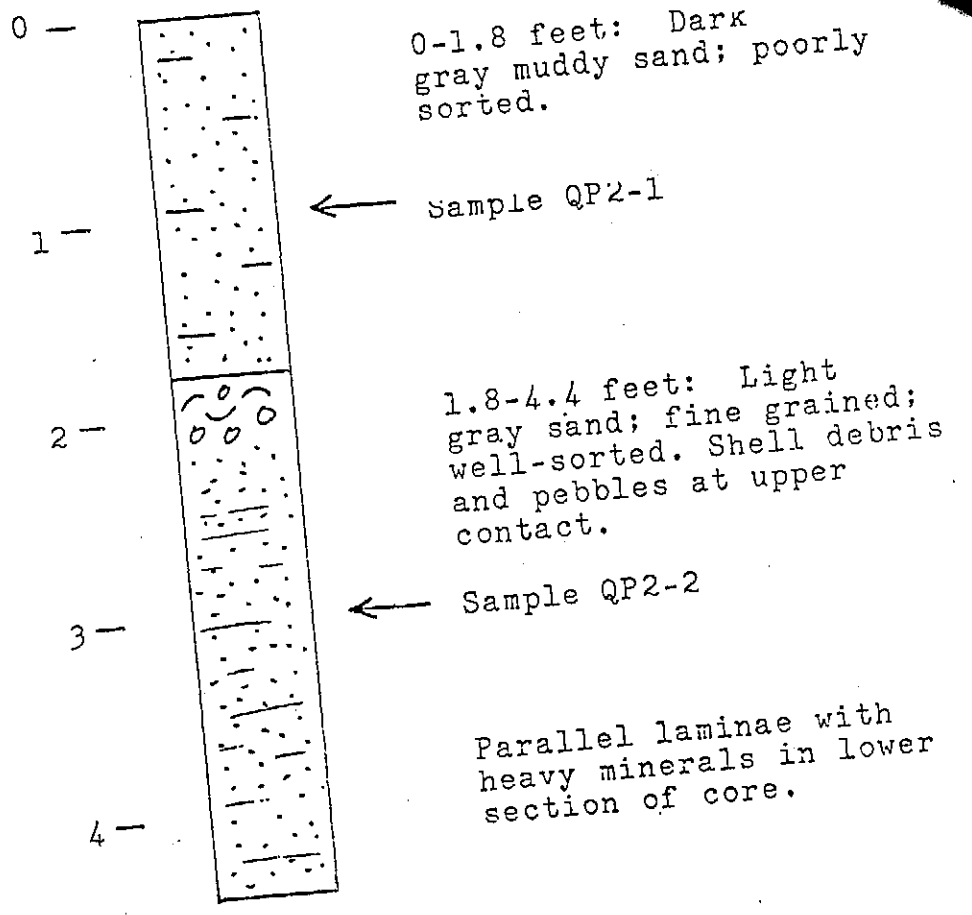 0
0-1.8 feet: Dark
gray muddy sand; poorly
sorted.
Sample QP2-1
1
1.8-4.4 feet: Light
gray sand; fine grained;
well-sorted. Shell debris
and pebbles at upper
contact.
2
Sample QP2-2
3
Parallel laminae with
heavy minerals in lower
section of core.
4